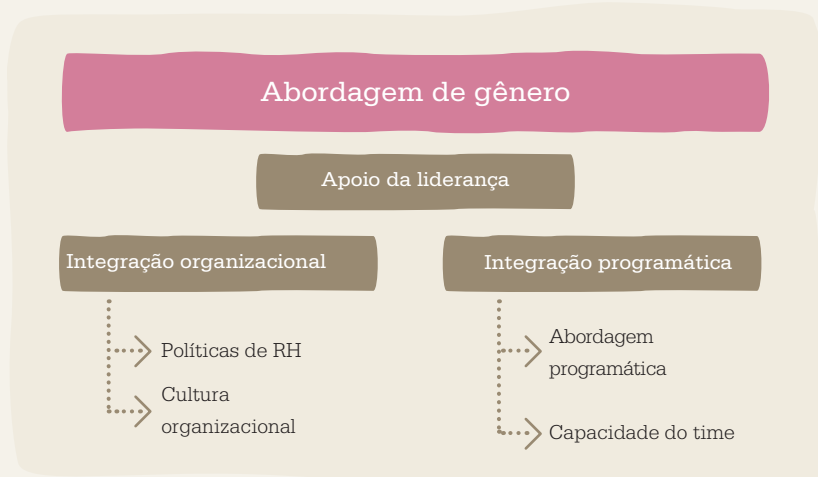 Abordagem de gênero
Apoio da liderança
Integração organizacional
Políticas de RH
Cultura
organizacional
Integração programática
Abordagem
programática
Capacidade do time